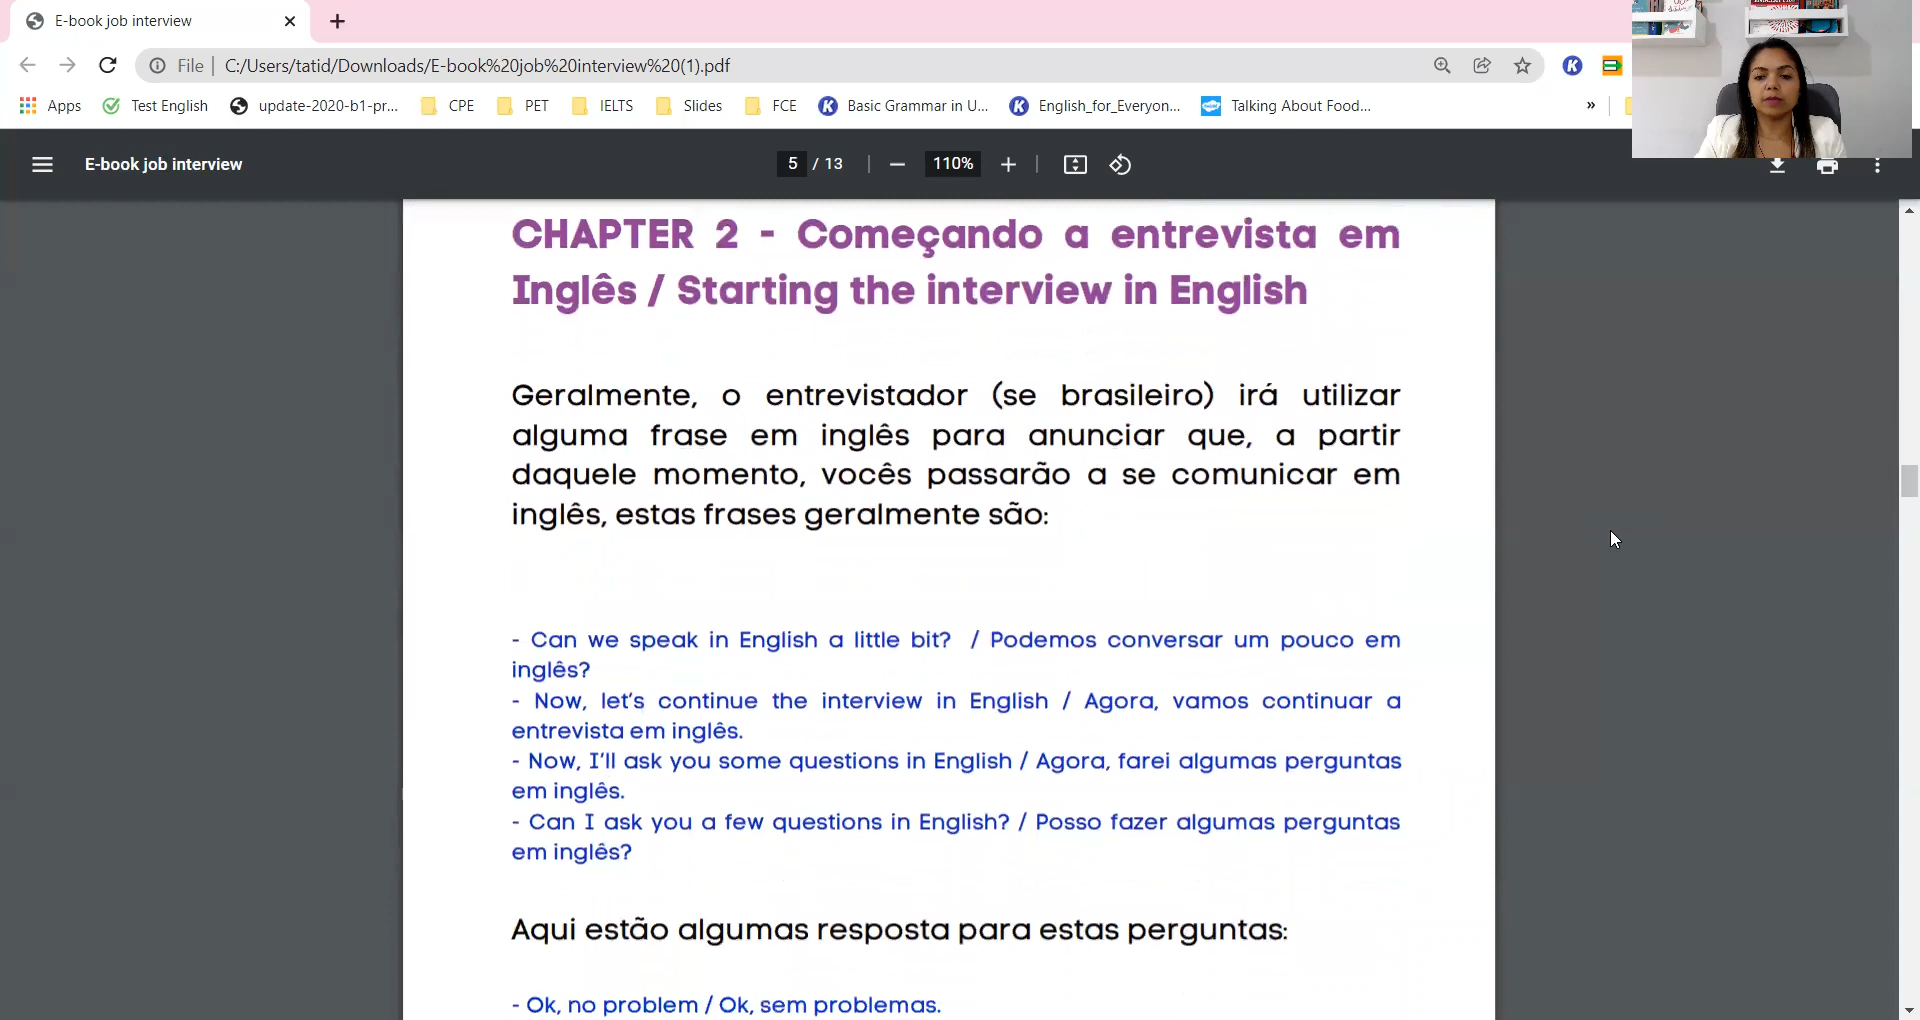 E-book job interview
File | C:/Users/tatid/Downloads/E-book%20job%20interview%20(1).pdf
Apps Test English update-2020-b1-pr... CPE PET IELTS Slides FCE Basic Grammar in U... English_for_Everyon... Talking About Food... »
E-book job interview 5 / 13 110%
CHAPTER 2 - Começando a entrevista em
Inglês / Starting the interview in English
Geralmente, o entrevistador (se brasileiro) irá utilizar
alguma frase em inglês para anunciar que, a partir
daquele momento, vocês passarão a se comunicar em
inglês, estas frases geralmente são:
- Can we speak in English a little bit? / Podemos conversar um pouco em
inglês?
- Now, let's continue the interview in English / Agora, vamos continuar a
entrevista em inglês.
- Now, I'll ask you some questions in English / Agora, farei algumas perguntas
em inglês.
- Can I ask you a few questions in English? / Posso fazer algumas perguntas
em inglês?
Aqui estão algumas resposta para estas perguntas:
- Ok, no problem / Ok, sem problemas.